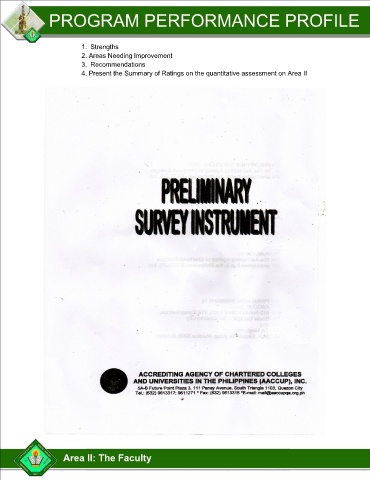 PROGRAM PERFORMANCE PROFILE
1. Strengths
2. Areas Needing Improvement
3. Recommendations
4. Present the Summary of Ratings on the quantitative assessment on Area II
PRELIMINARY
SURVEY INSTRUMENT
ACCREDITING AGENCY OF CHARTERED COLLEGES
AND UNIVERSITIES IN THE PHILIPPINES (AACCUP), INC.
5A-B Future Point Plaza 3, 111 Panay Avenue, South Triangle 1103, Quezon City
Tel.: (632) 9613317; 9611271 * Fax: (632) 9613316 *E-mail: mail@aaccupqa.org.ph
Area II: The Faculty